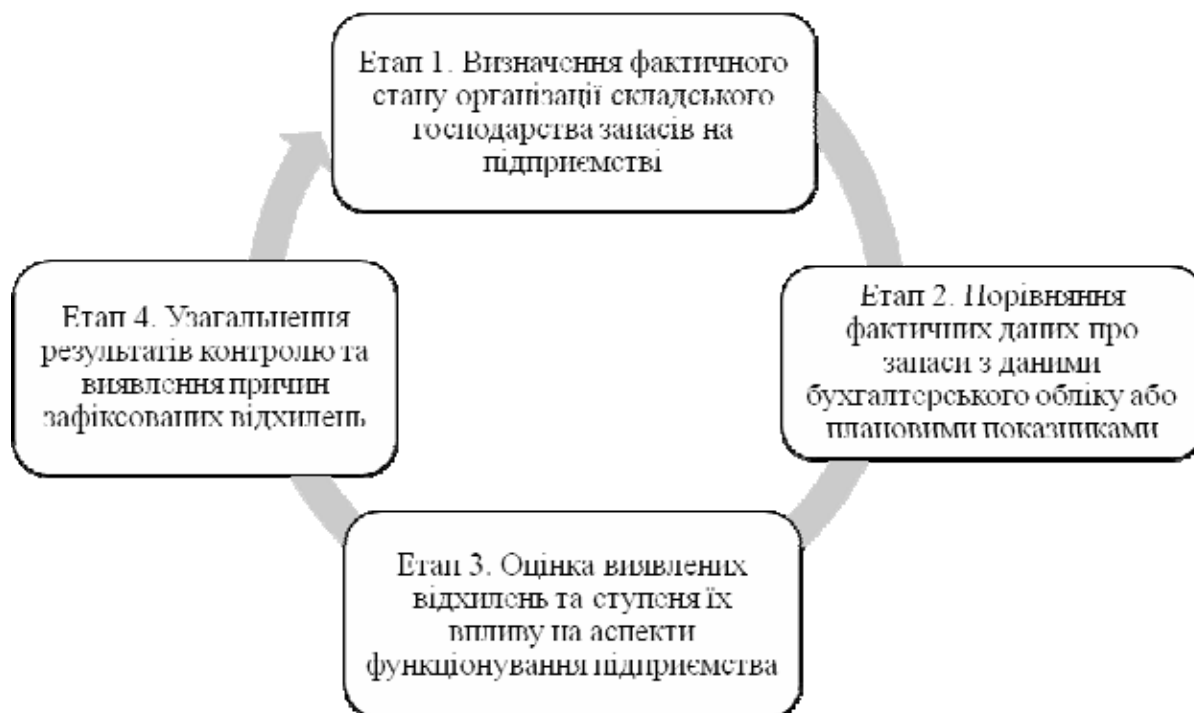 Етап 1. Визначення фактичного
стану організації складського
господарства запасів на
підприємстві
Етап 2. Порівняння
фактичних даних про
запаси з даними
бухгалтерського обліку або
плановими показниками
Етап 3. Оцінка виявлених
відхилень та ступеня їх
впливу на аспекти
функціонування підприємства
Етап 4. Узагальнення
результатів контролю та
виявлення причин
зафіксованих відхилень